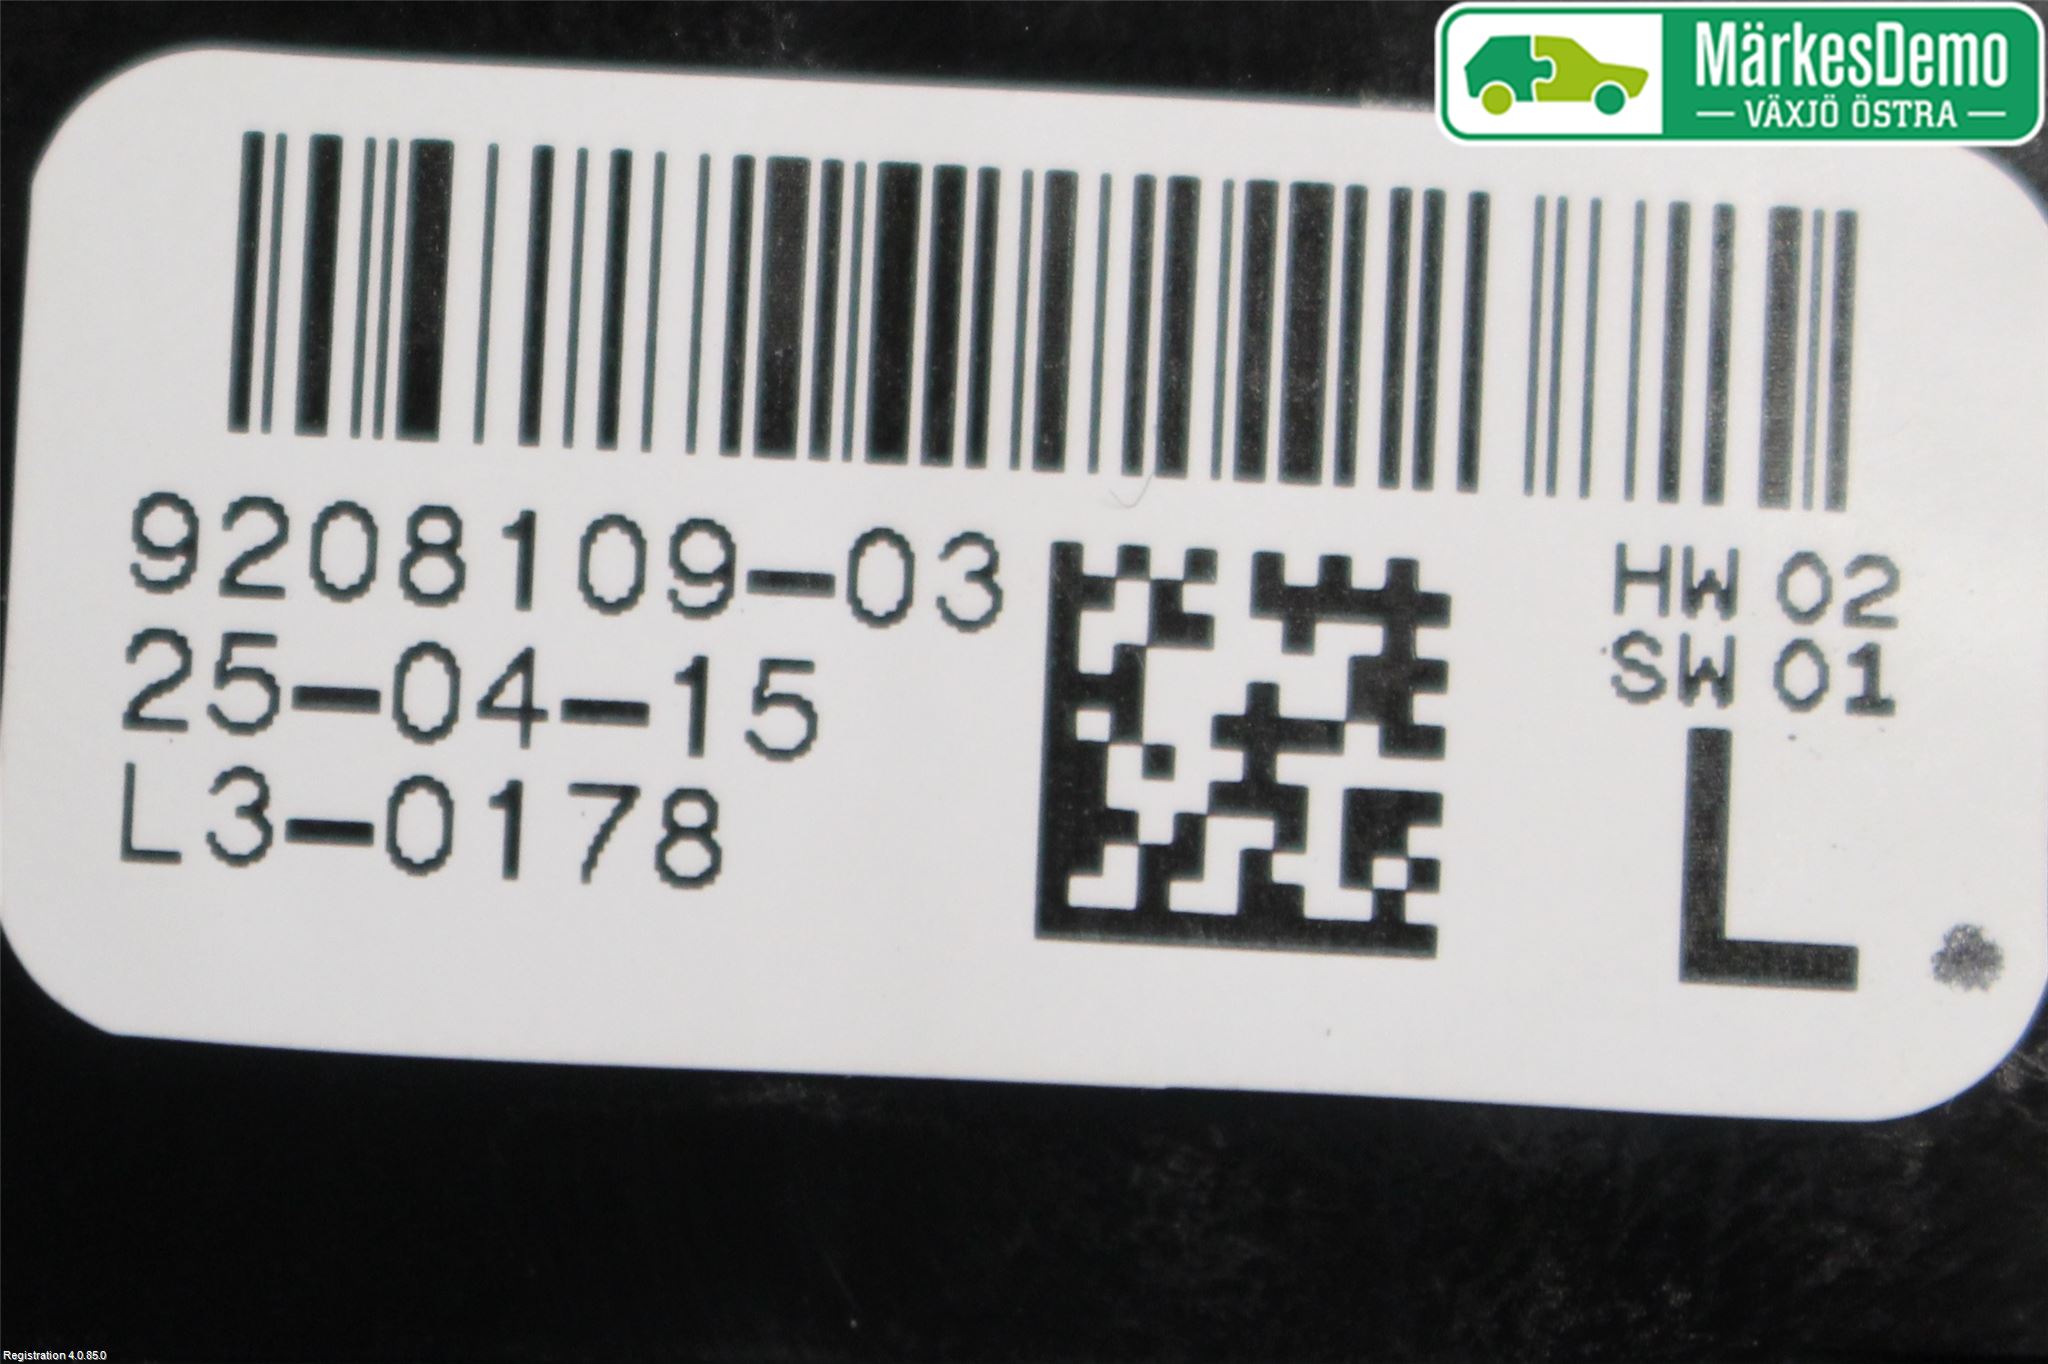 MärkesDemo
— VÄXJÖ ÖSTRA —
9208109-03
25-04-15
L3-0178
HW 02
SW 01
L
Registration 4.0.85.0